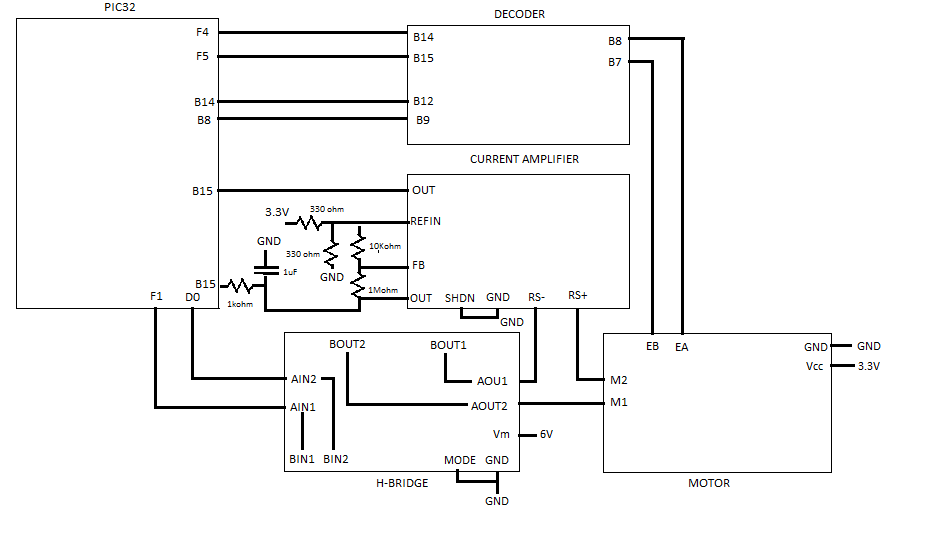 PIC32
DECODER
F4
B14
B8
F5
B15
B7
B14
B12
B8
B9
CURRENT AMPLIFIER
B15
OUT
3.3V
330 ohm
REFIN
GND
330 ohm
10Kohm
1uF
GND
FB
B15
1Mohm
1kohm
OUT
SHDN
GND
RS-
RS+
F1
D0
GND
BOUT2
BOUT1
EB
EA
GND
GND
Vcc
3.3V
AIN2
AOU1
M2
AIN1
AOUT2
M1
Vm
6V
BIN1
BIN2
MODE
GND
H-BRIDGE
MOTOR
GND